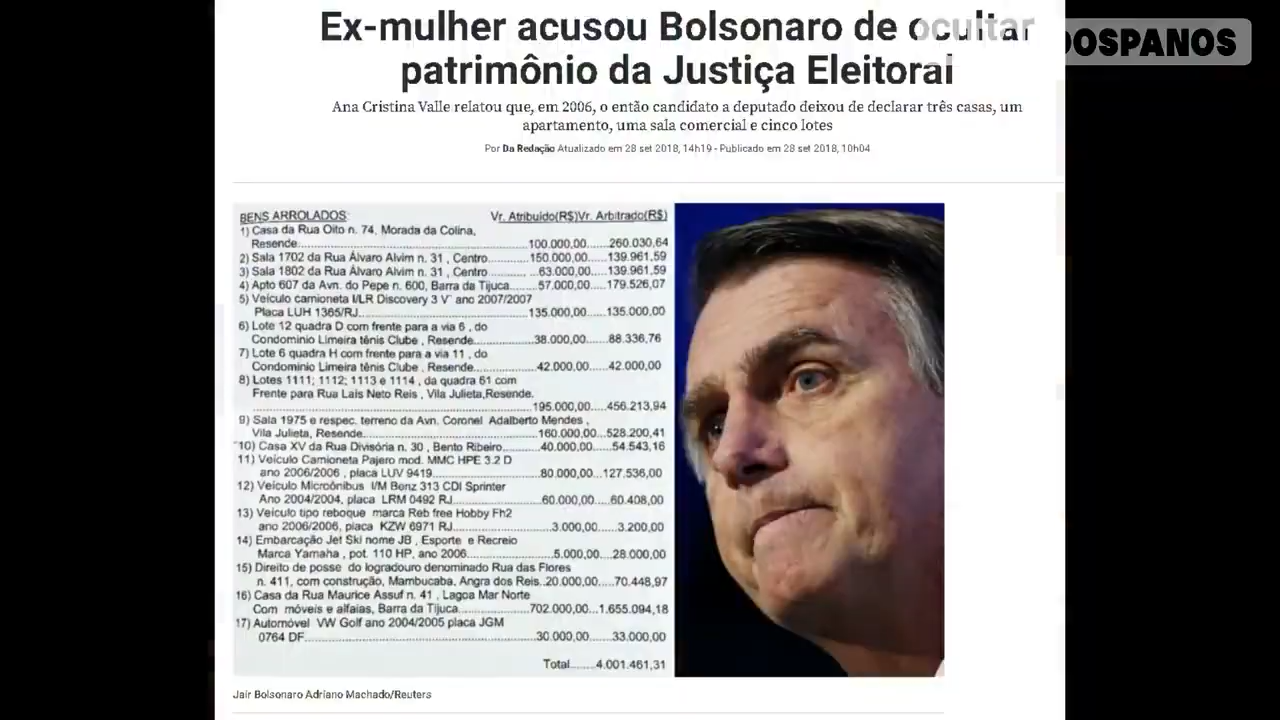 Ex-mulher acusou Bolsonaro de ocultar
patrimônio da Justiça Eleitoral
DOSPANOS
Ana Cristina Valle relatou que, em 2006, o então candidato a deputado deixou de declarar três casas, um
apartamento, uma sala comercial e cinco lotes
Por Da Redação Atualizado em 28 set 2018, 14h19 - Publicado em 28 set 2018, 10h04
BENS ARROLADOS: Vr. Atribuído(R$)Vr. Arbitrado(R$)
1) Casa da Rua Oito n. 74, Morada da Colina,
Resende....................100.000,00......260.030,64
2) Sala 1702 da Rua Álvaro Alvim n. 31 , Centro..........150.000,00......139.961,59
3) Sala 1802 da Rua Álvaro Alvim n. 31 , Centro ..........63.000,00......139.961,59
4) Apto 607 da Avn. do Pepe n. 600, Barra da Tijuca........57.000,00......179.526,07
5) Veículo camioneta I/LR Discovery 3 V" ano 2007/2007
Placa LUH 1365/RJ....................135.000,00......135.000,00
6) Lote 12 quadra D com frente para a via 6 , do
Condominio Limeira tênis Clube , Resende..........38.000,00......88.336,76
7) Lote 6 quadra H com frente para a via 11 , do
Condominio Limeira tênis Clube , Resende..........42.000,00......42.000,00
8) Lotes 1111; 1112; 1113 e 1114 , da quadra 61 com
Frente para Rua Laís Neto Reis , Vila Julieta,Resende.
....................195.000,00....456.213,94
9) Sala 1975 e respec. terreno da Avn. Coronel Adalberto Mendes ,
Vila Julieta, Resende....................160.000,00...528.200,41
"10) Casa XV da Rua Divisória n. 30 , Bento Ribeiro..........40.000,00......54.543,16
11) Veículo Camioneta Pajero mod. MMC HPE 3.2 D
ano 2006/2006 , placa LUV 9419....................80.000,00...127.536,00
12) Veículo Microônibus I/M Benz 313 CDI Sprinter
Ano 2004/2004, placa LRM 0492 RJ....................60.000,00....60.408,00
13) Veículo tipo reboque marca Reb free Hobby Fh2
ano 2006/2006, placa KZW 6971 RJ....................3.000,00....3.200,00
14) Embarcação Jet Ski nome JB , Esporte e Recreio
Marca Yamaha , pot. 110 HP, ano 2006....................5.000,00....28.000,00
15) Direito de posse do logradouro denominado Rua das Flores
n. 411, com construção, Mambucaba, Angra dos Reis..20.000,00....70.448,97
16) Casa da Rua Maurice Assuf n. 41 , Lagoa Mar Norte
Com móveis e alfaias, Barra da Tijuca....................702.000,00...1.655.094,18
17) Automóvel VW Golf ano 2004/2005 placa JGM
0764 DF....................30.000,00......33.000,00
Total........4.001.461,31
Jair Bolsonaro Adriano Machado/Reuters